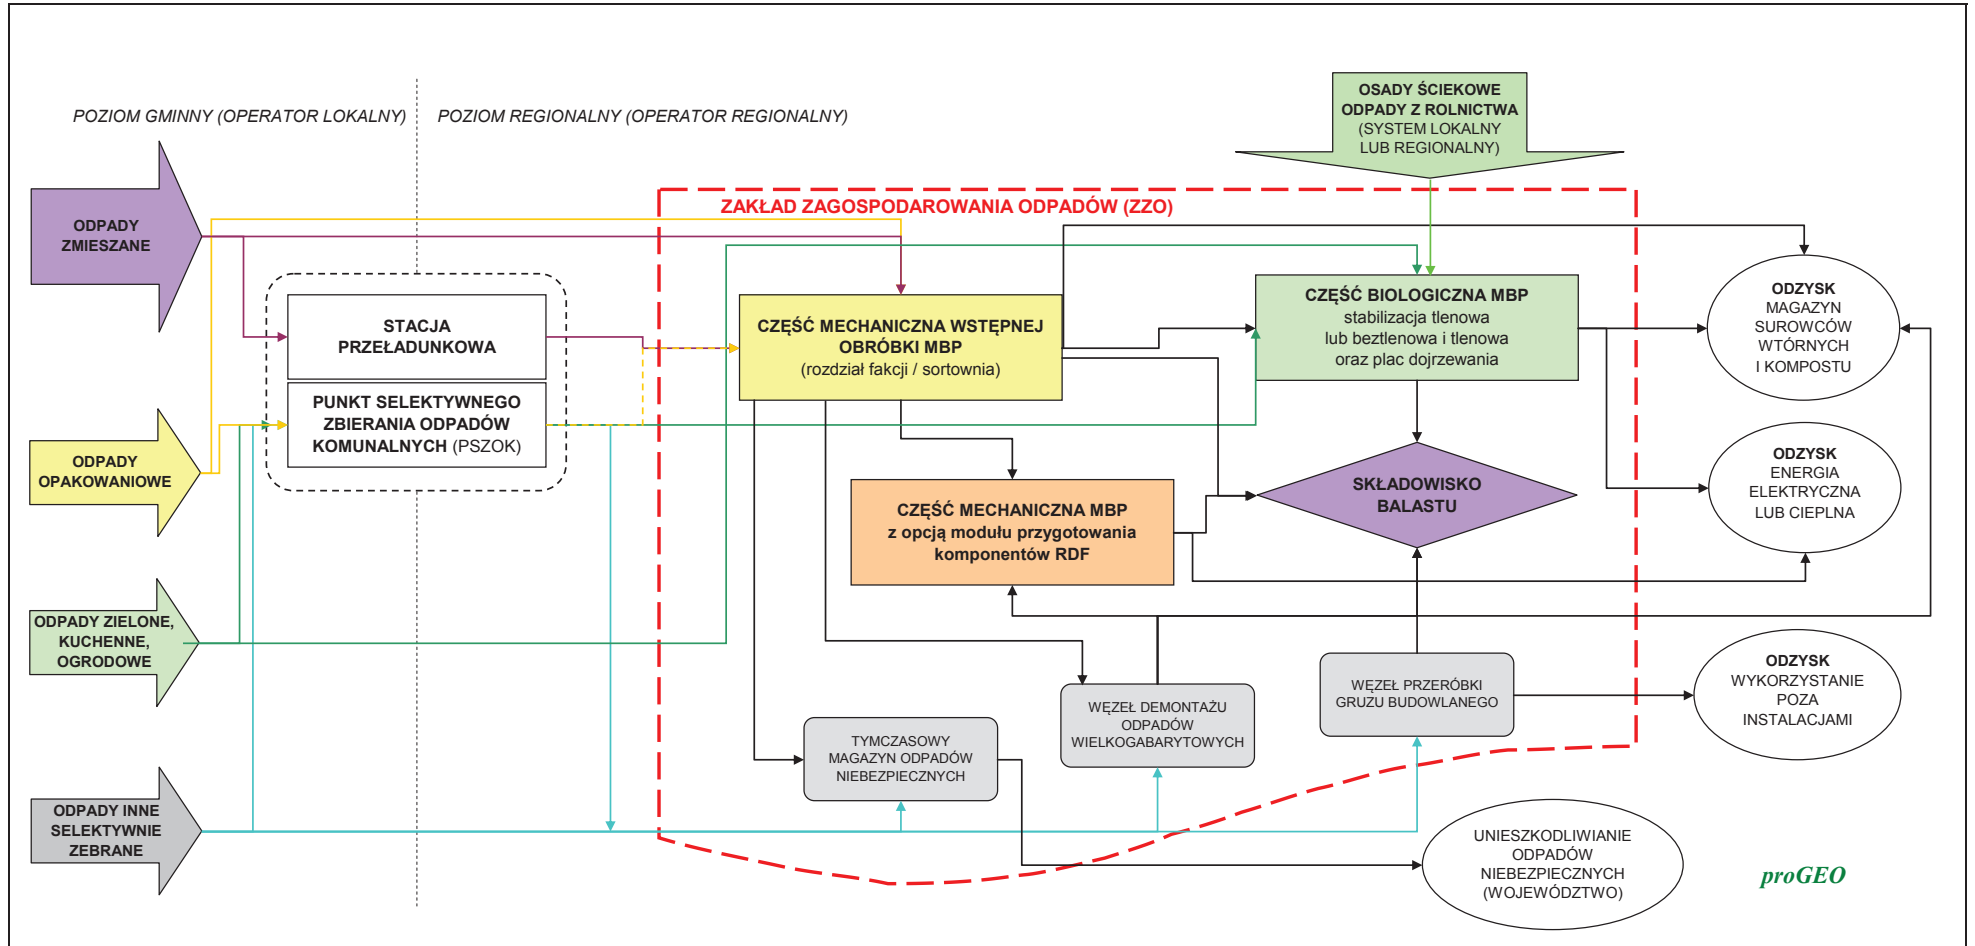 POZIOM GMINNY (OPERATOR LOKALNY)
POZIOM REGIONALNY (OPERATOR REGIONALNY)
OSADY ŚCIEKOWE
ODPADY Z ROLNICTWA
(SYSTEM LOKALNY
LUB REGIONALNY)
ZAKŁAD ZAGOSPODAROWANIA ODPADÓW (ZZO)
ODPADY
ZMIESZANE
STACJA
PRZEŁADUNKOWA
PUNKT SELEKTYWNEGO
ZBIERANIA ODPADÓW
KOMUNALNYCH (PSZOK)
CZĘŚĆ MECHANICZNA WSTĘPNEJ
OBRÓBKI MBP
(rozdział fakcji / sortownia)
CZĘŚĆ BIOLOGICZNA MBP
stabilizacja tlenowa
lub beztlenowa i tlenowa
oraz plac dojrzewania
ODZYSK
MAGAZYN
SUROWCÓW
WTÓRNYCH
I KOMPOSTU
ODPADY
OPAKOWANIOWE
CZĘŚĆ MECHANICZNA MBP
z opcją modułu przygotowania
komponentów RDF
SKŁADOWISKO
BALASTU
ODZYSK
ENERGIA
ELEKTRYCZNA
LUB CIEPLNA
ODPADY ZIELONE,
KUCHENNE,
OGRODOWE
WĘZEŁ DEMONTAŻU
ODPADÓW
WIELKOGABARYTOWYCH
WĘZEŁ PRZERÓBKI
GRUZU BUDOWLANEGO
ODZYSK
WYKORZYSTANIE
POZA
INSTALACJAMI
TYMCZASOWY
MAGAZYN ODPADÓW
NIEBEZPIECZNYCH
ODPADY INNE
SELEKTYWNIE
ZEBRANE
UNIESZKODLIWIANIE
ODPADÓW
NIEBEZPIECZNYCH
(WOJEWÓDZTWO)
proGEO